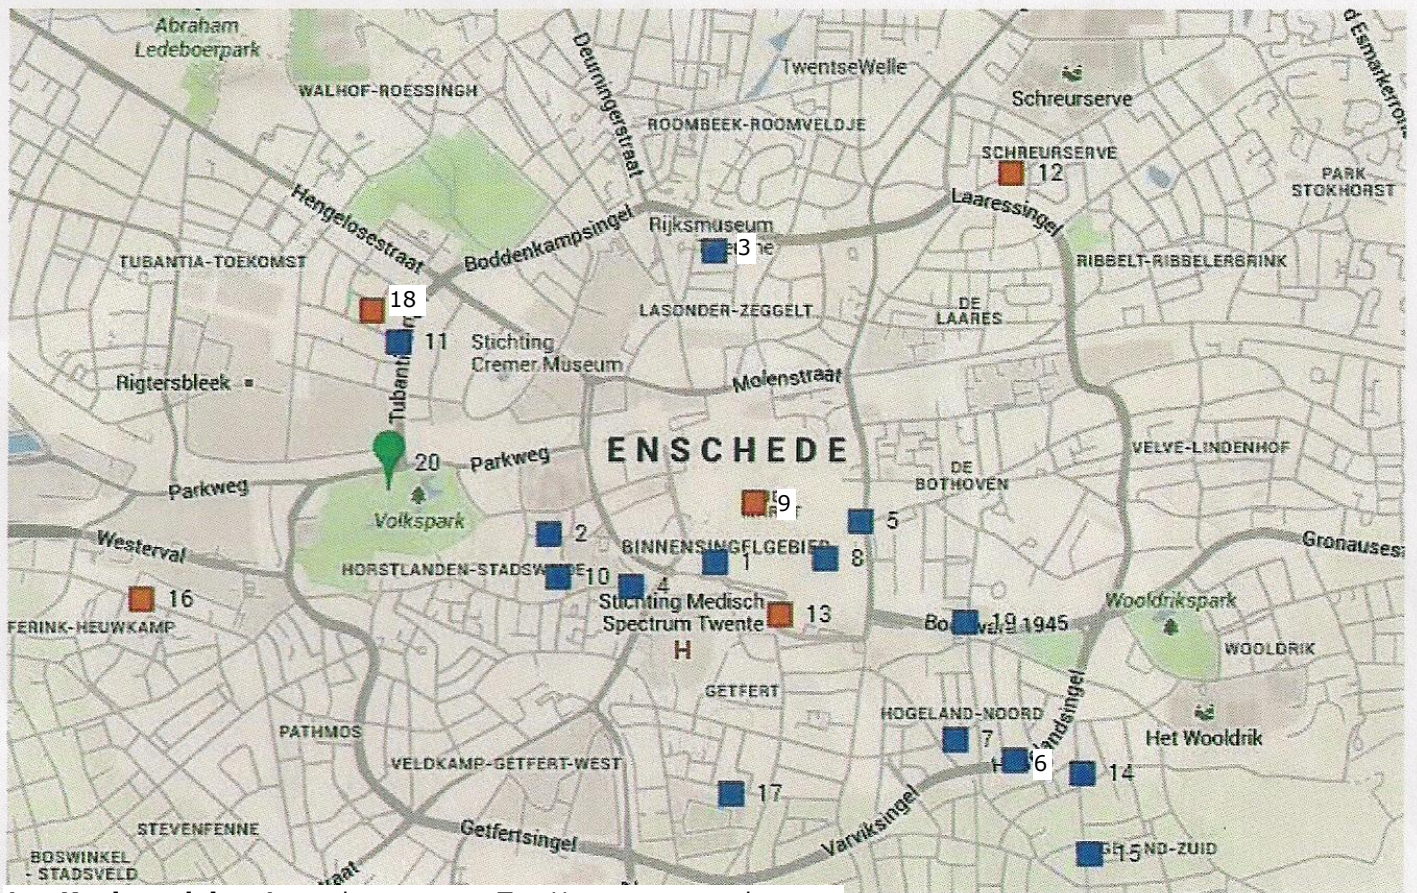 Abraham
Ledeboerpark
WALHOF-ROESSINGH
Deurningerstraat
TwentseWelle
ROOMBEEK-ROOMVELDJE
Schreurserve
SCHREURSERVE
12
PARK
STOKHORST
Hengelosestraat
Boddenkampsingel
Laaressingel
Rijksmuseum
3
TUBANTIA-TOEKOMST
RIBBELT-RIBBELERBRINK
18
LASONDER-ZEGGELT
DE
LAARES
11
Stichting
Cremer Museum
Rigtersbleek
Molenstraat
ENSCHEDE
VELVE-LINDENHOF
20
Parkweg
Parkweg
DE
BOTHOVEN
9
Volkspark
2
5
Westerval
BINNENSINGELGEBIED
1
8
Gronauses
10
4
16
Stichting Medisch
Spectrum Twente
13
Wooldrikspark
19
1945
FERINK-HEUWKAMP
H
WOOLDRIK
GETFERT
HOGELAND-NOORD
7
PATHMOS
Het Wooldrik
VELDKAMP-GETFERT-WEST
6
14
17
Varviksingel
STEVENFENNE
Getfertsingel
15
ND-ZUID
BOSWINKEL
- STADSVELD